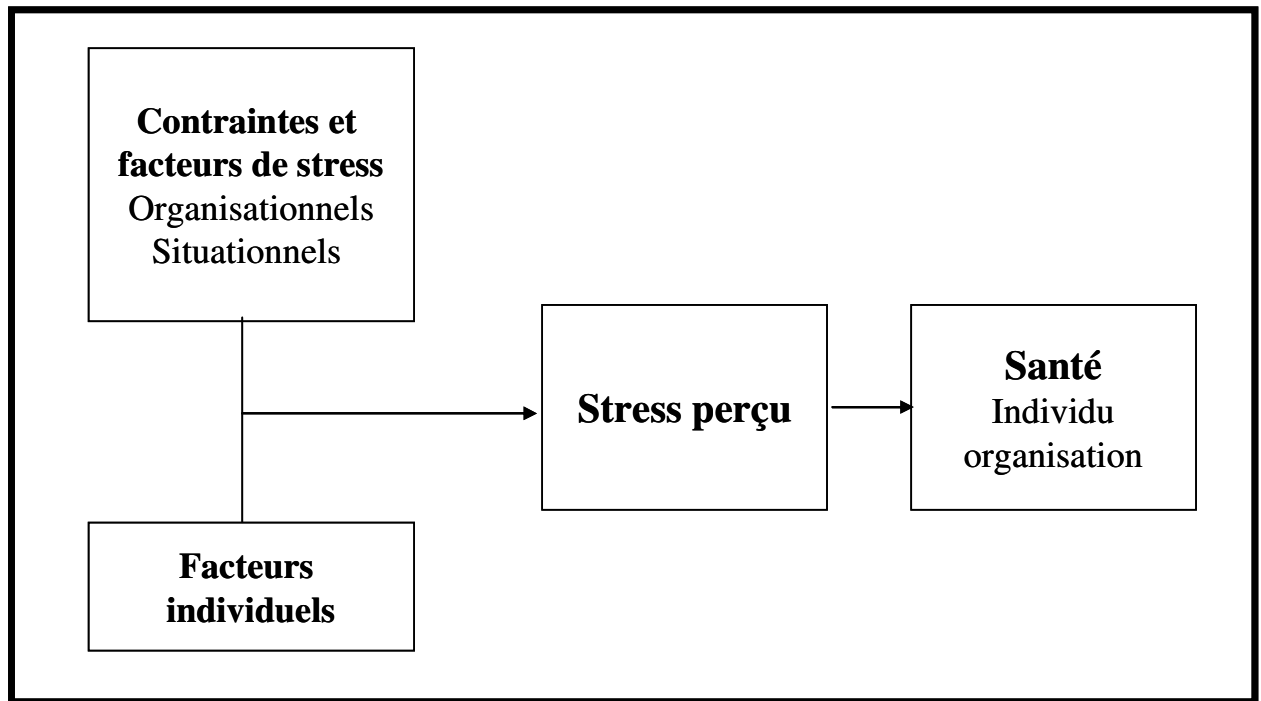 Contraintes et
facteurs de stress
Organisationnels
Situationnels
Stress perçu
Santé
Individu
organisation
Facteurs
individuels